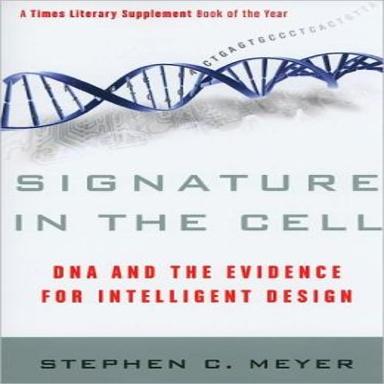 A Times Literary Supplement Book of the Year
CTGAGTGCCCTCACTGTTA
SIGNATURE
IN THE CELL
DNA AND THE EVIDENCE
FOR INTELLIGENT DESIGN
STEPHEN C. MEYER